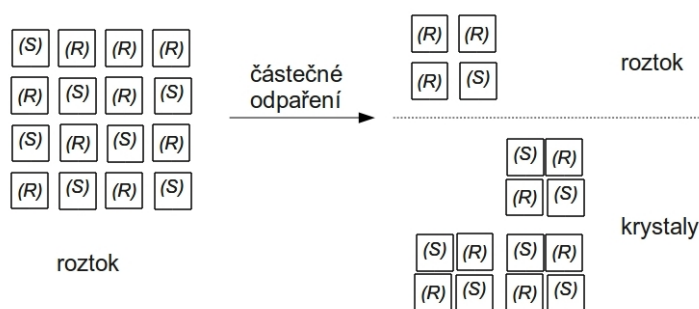 (S) (R) (R) (R)
(R) (S) (R) (S)
(S) (R) (S) (R)
(R) (S) (R) (S)
roztok
částečné
odpaření
(R) (R)
(R) (S)
roztok
(S) (R)
(R) (S)
krystaly
(S) (R) (S) (R)
(R) (S) (R) (S)